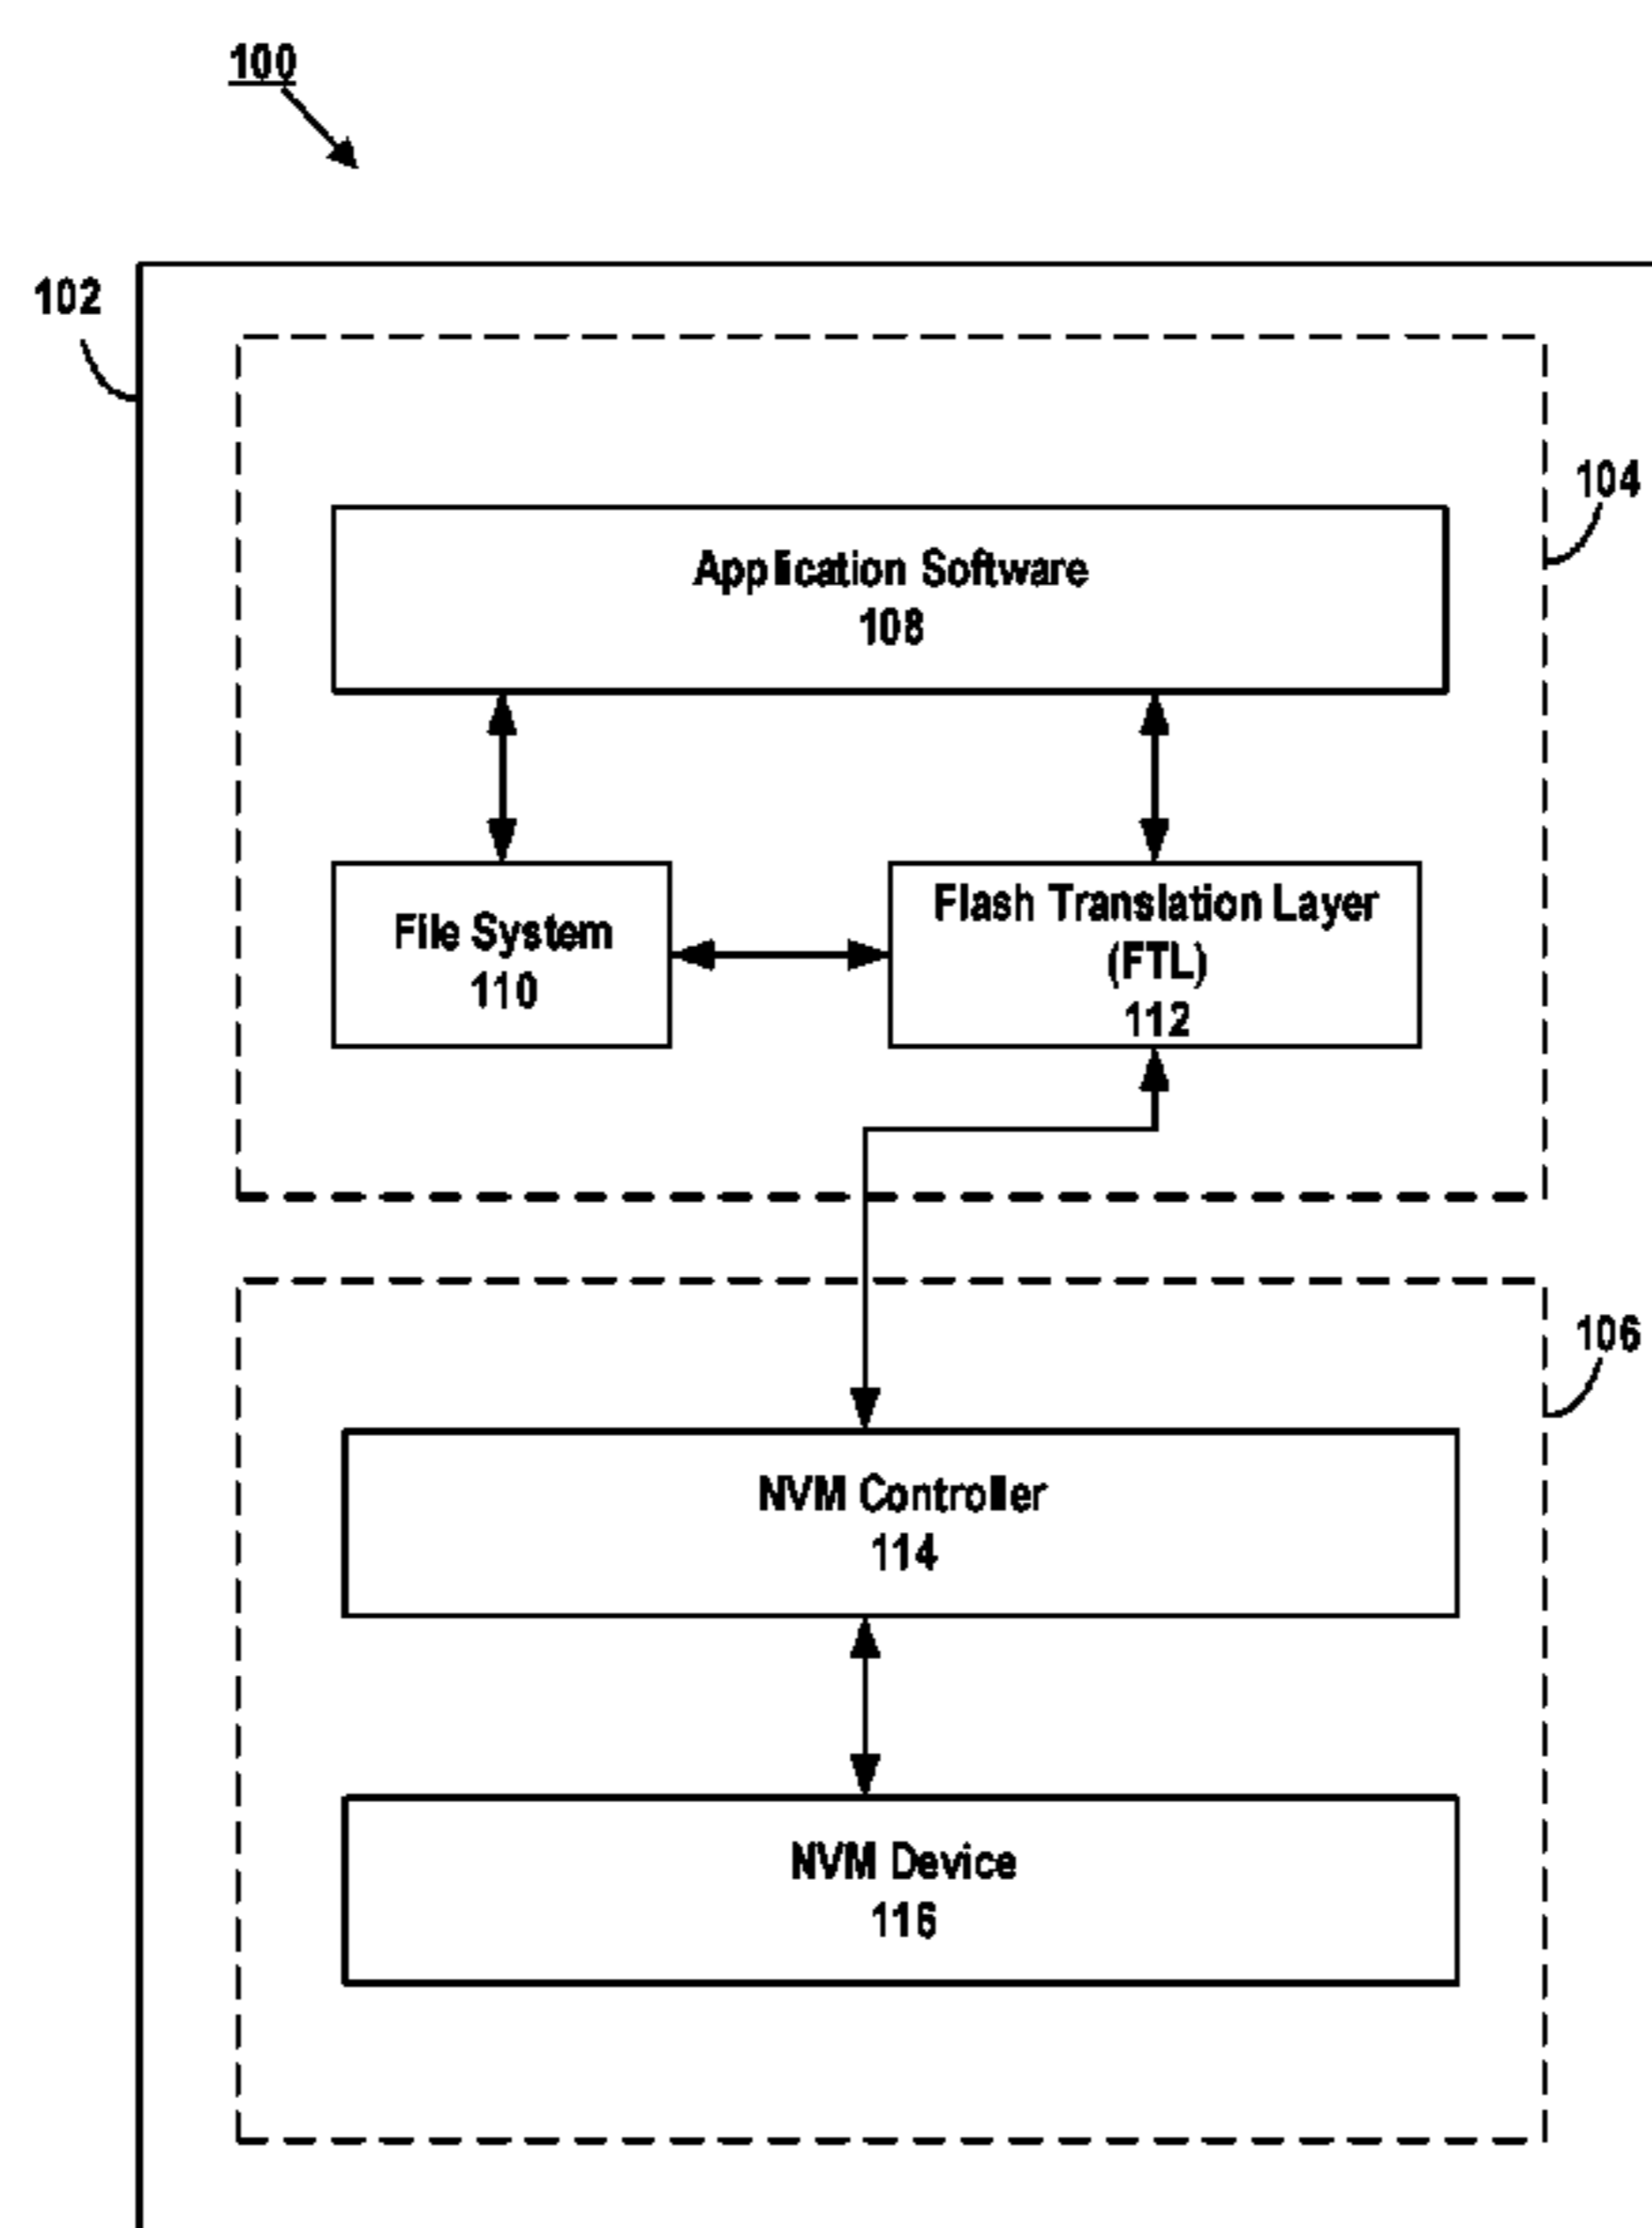 100
102
104
Application Software
108
File System
110
Flash Translation Layer
(FTL)
112
106
NVM Controller
114
NVM Device
116